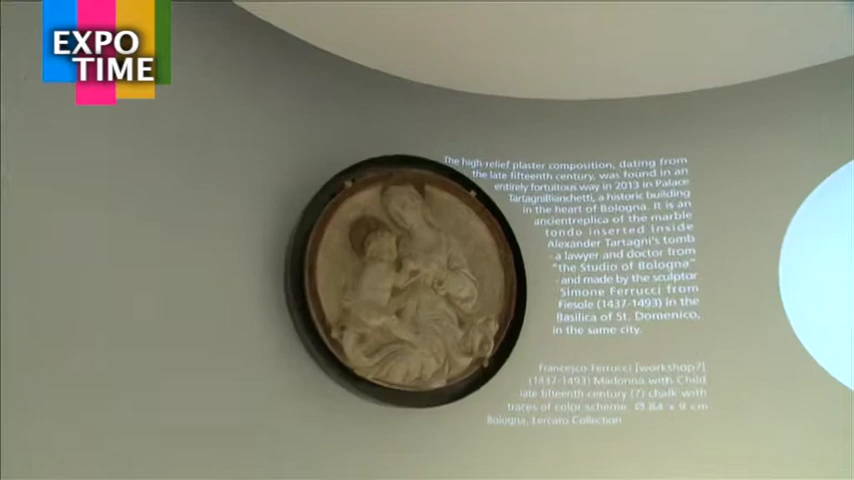 EXPO
TIME
The high-relief plaster composition, dating from
the late fifteenth century, was found in an
entirely fortuitous way in 2013 in Palace
TartagniBianchetti, a historic building
in the heart of Bologna. It is an
ancientreplica of the marble
tondo inserted inside
Alexander Tartagni's tomb
- a lawyer and doctor from
"the Studio of Bologna"
- and made by the sculptor
Simone Ferrucci from
Fiesole (1437-1493) in the
Basilica of St. Domenico,
in the same city.
Francesco Ferrucci [workshop?]
(1437-1493) Madonna with Child
late fifteenth century (?) chalk with
traces of color scheme. Ø 84 x 9 cm
Bologna, Lercaro Collection